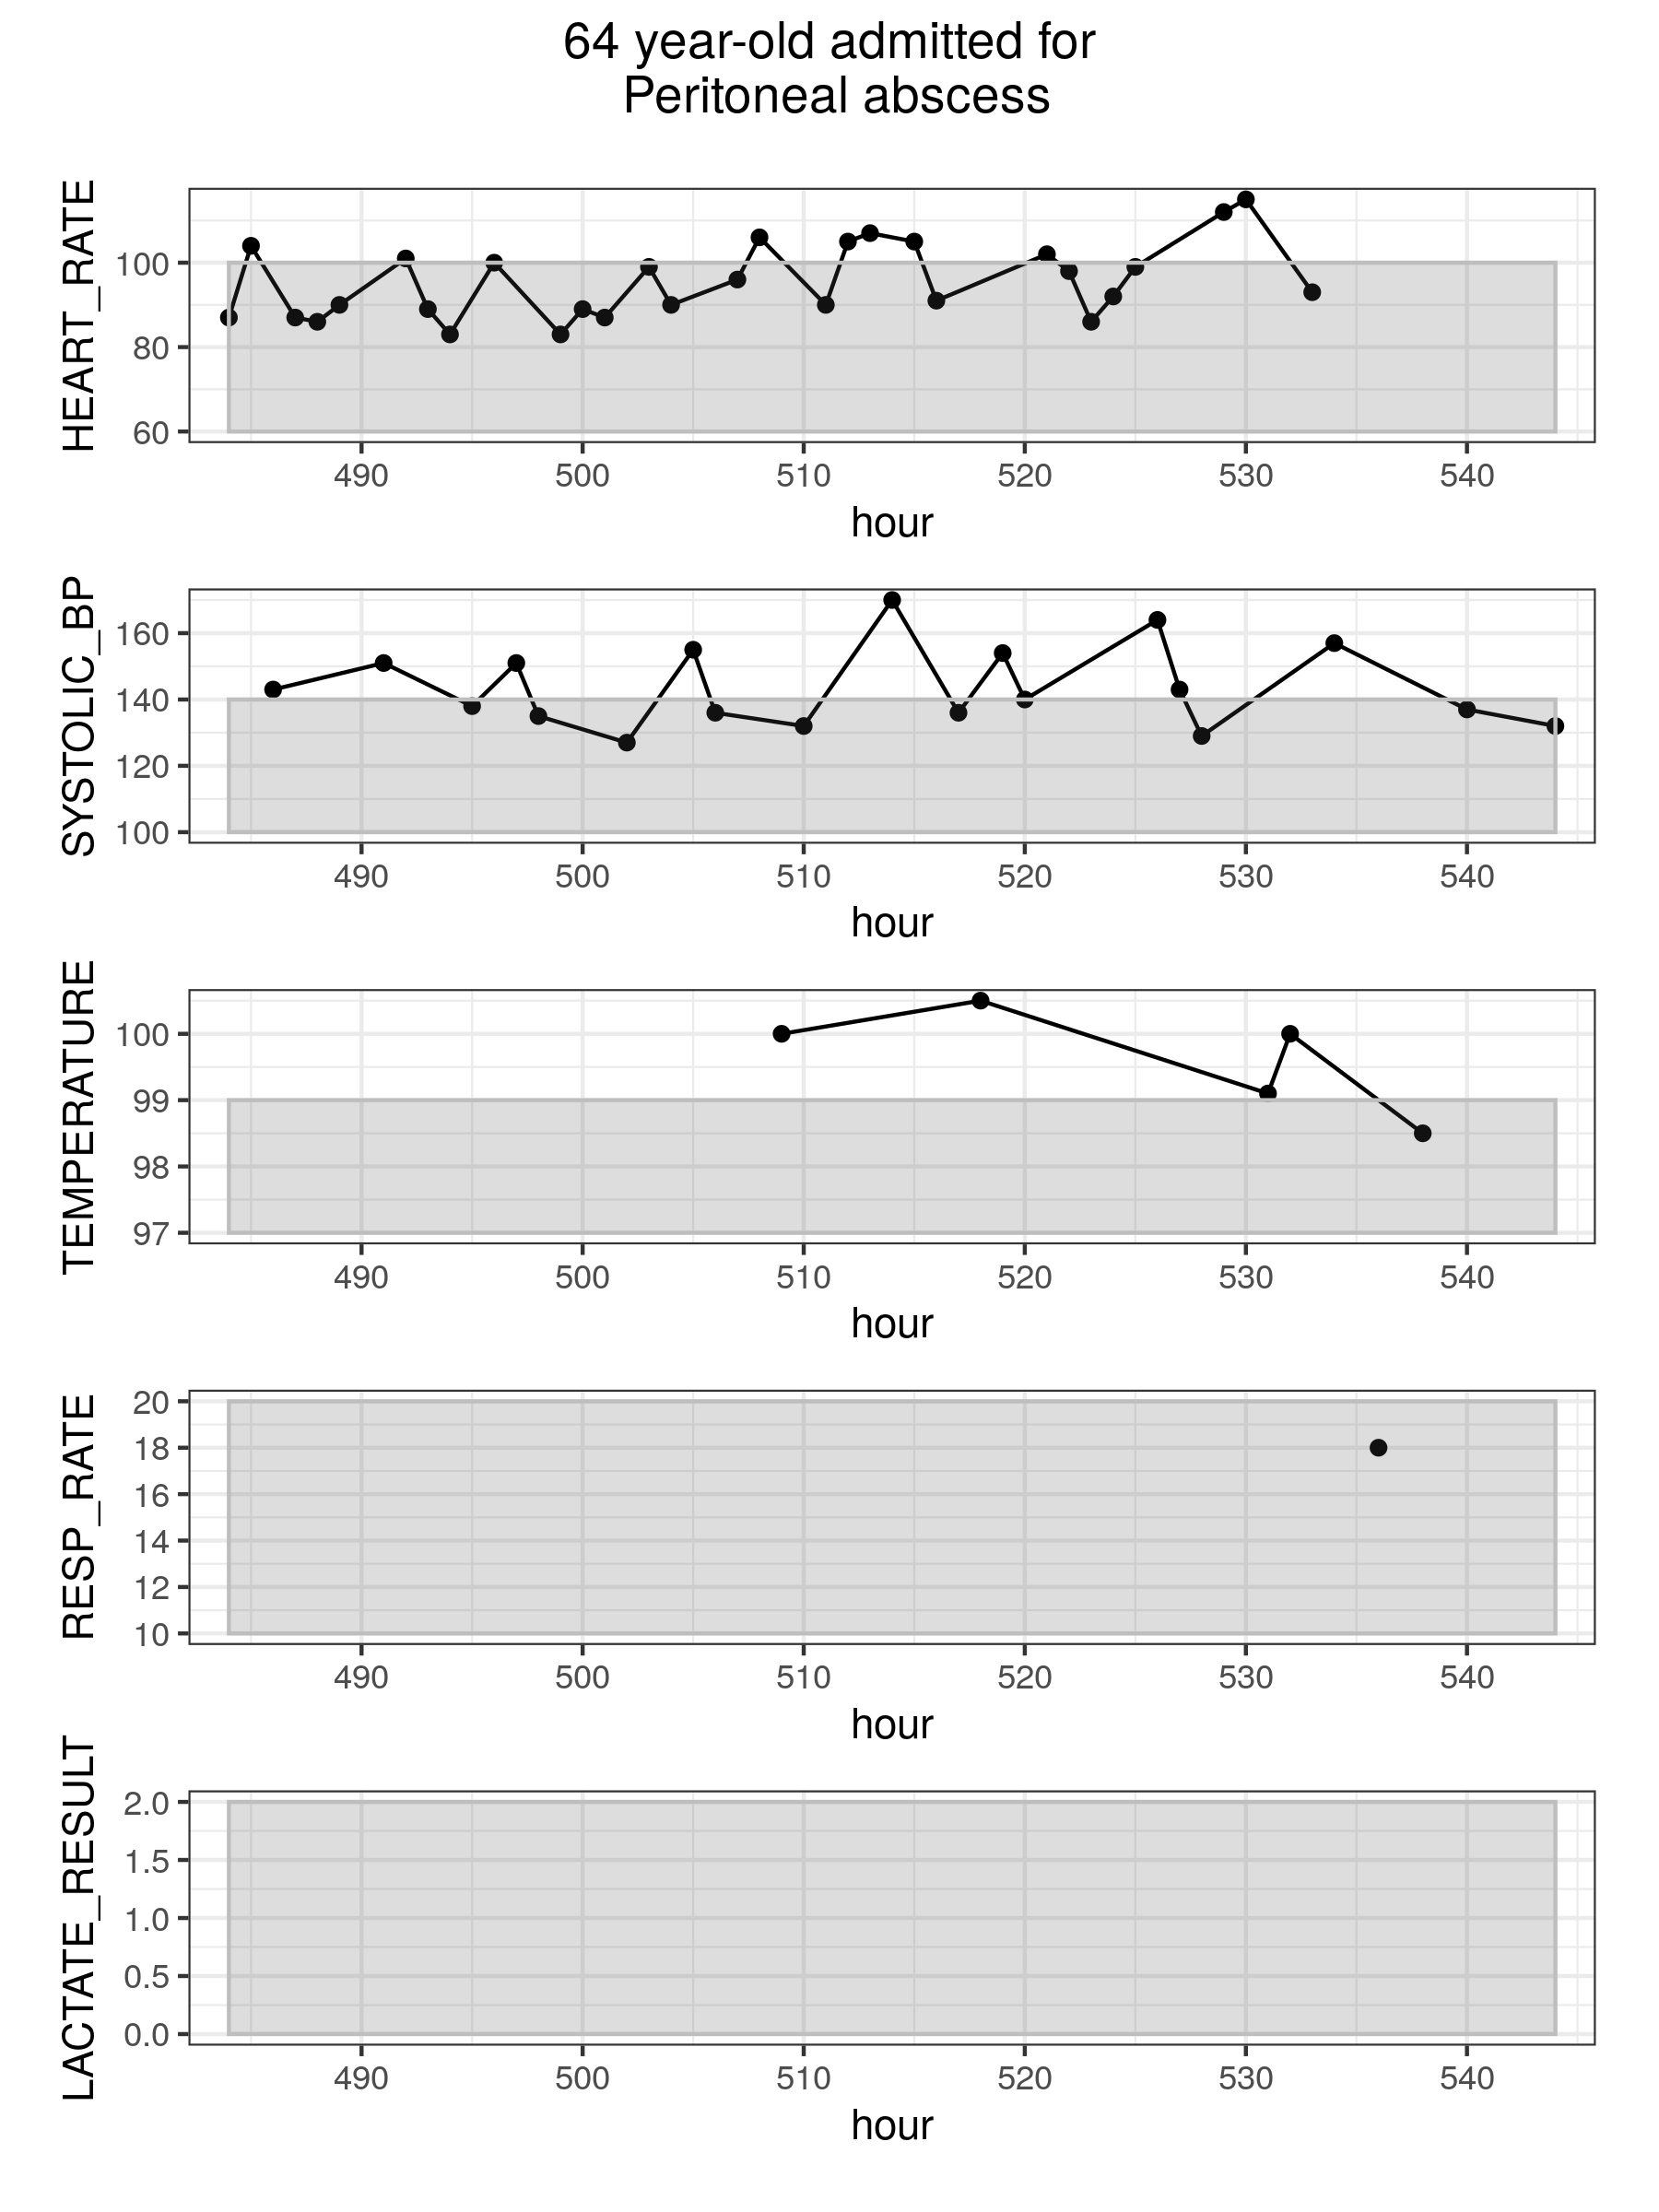 64 year-old admitted for
Peritoneal abscess
HEART_RATE
100
80
60
490 500 510 520 530 540
hour
SYSTOLIC_BP
160
140
120
100
490 500 510 520 530 540
hour
TEMPERATURE
100
99
98
97
490 500 510 520 530 540
hour
RESP_RATE
20
18
16
14
12
10
490 500 510 520 530 540
hour
LACTATE_RESULT
2.0
1.5
1.0
0.5
0.0
490 500 510 520 530 540
hour